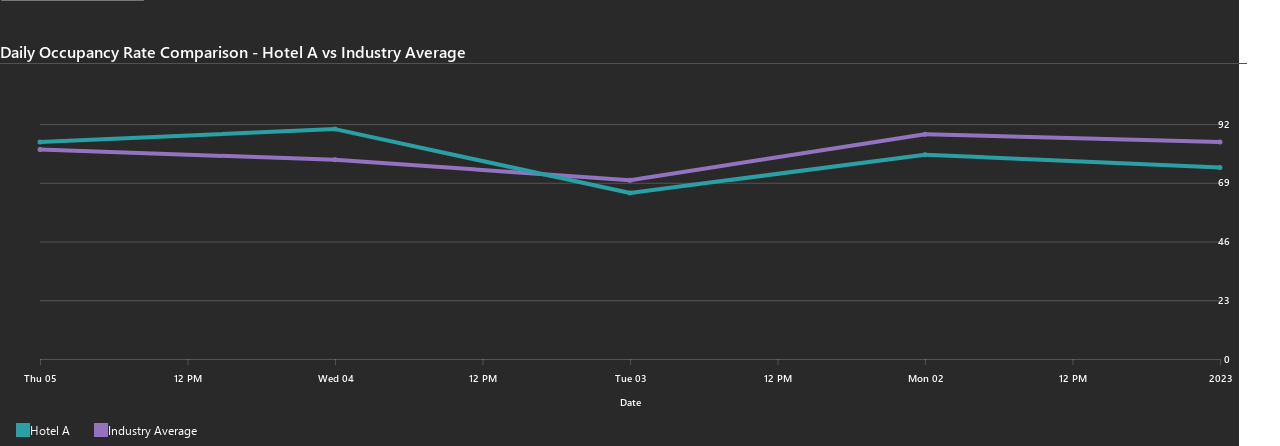 Daily Occupancy Rate Comparison - Hotel A vs Industry Average
92
69
46
23
0
Thu 05 12 PM Wed 04 12 PM Tue 03 12 PM Mon 02 12 PM 2023
Date
Hotel A Industry Average